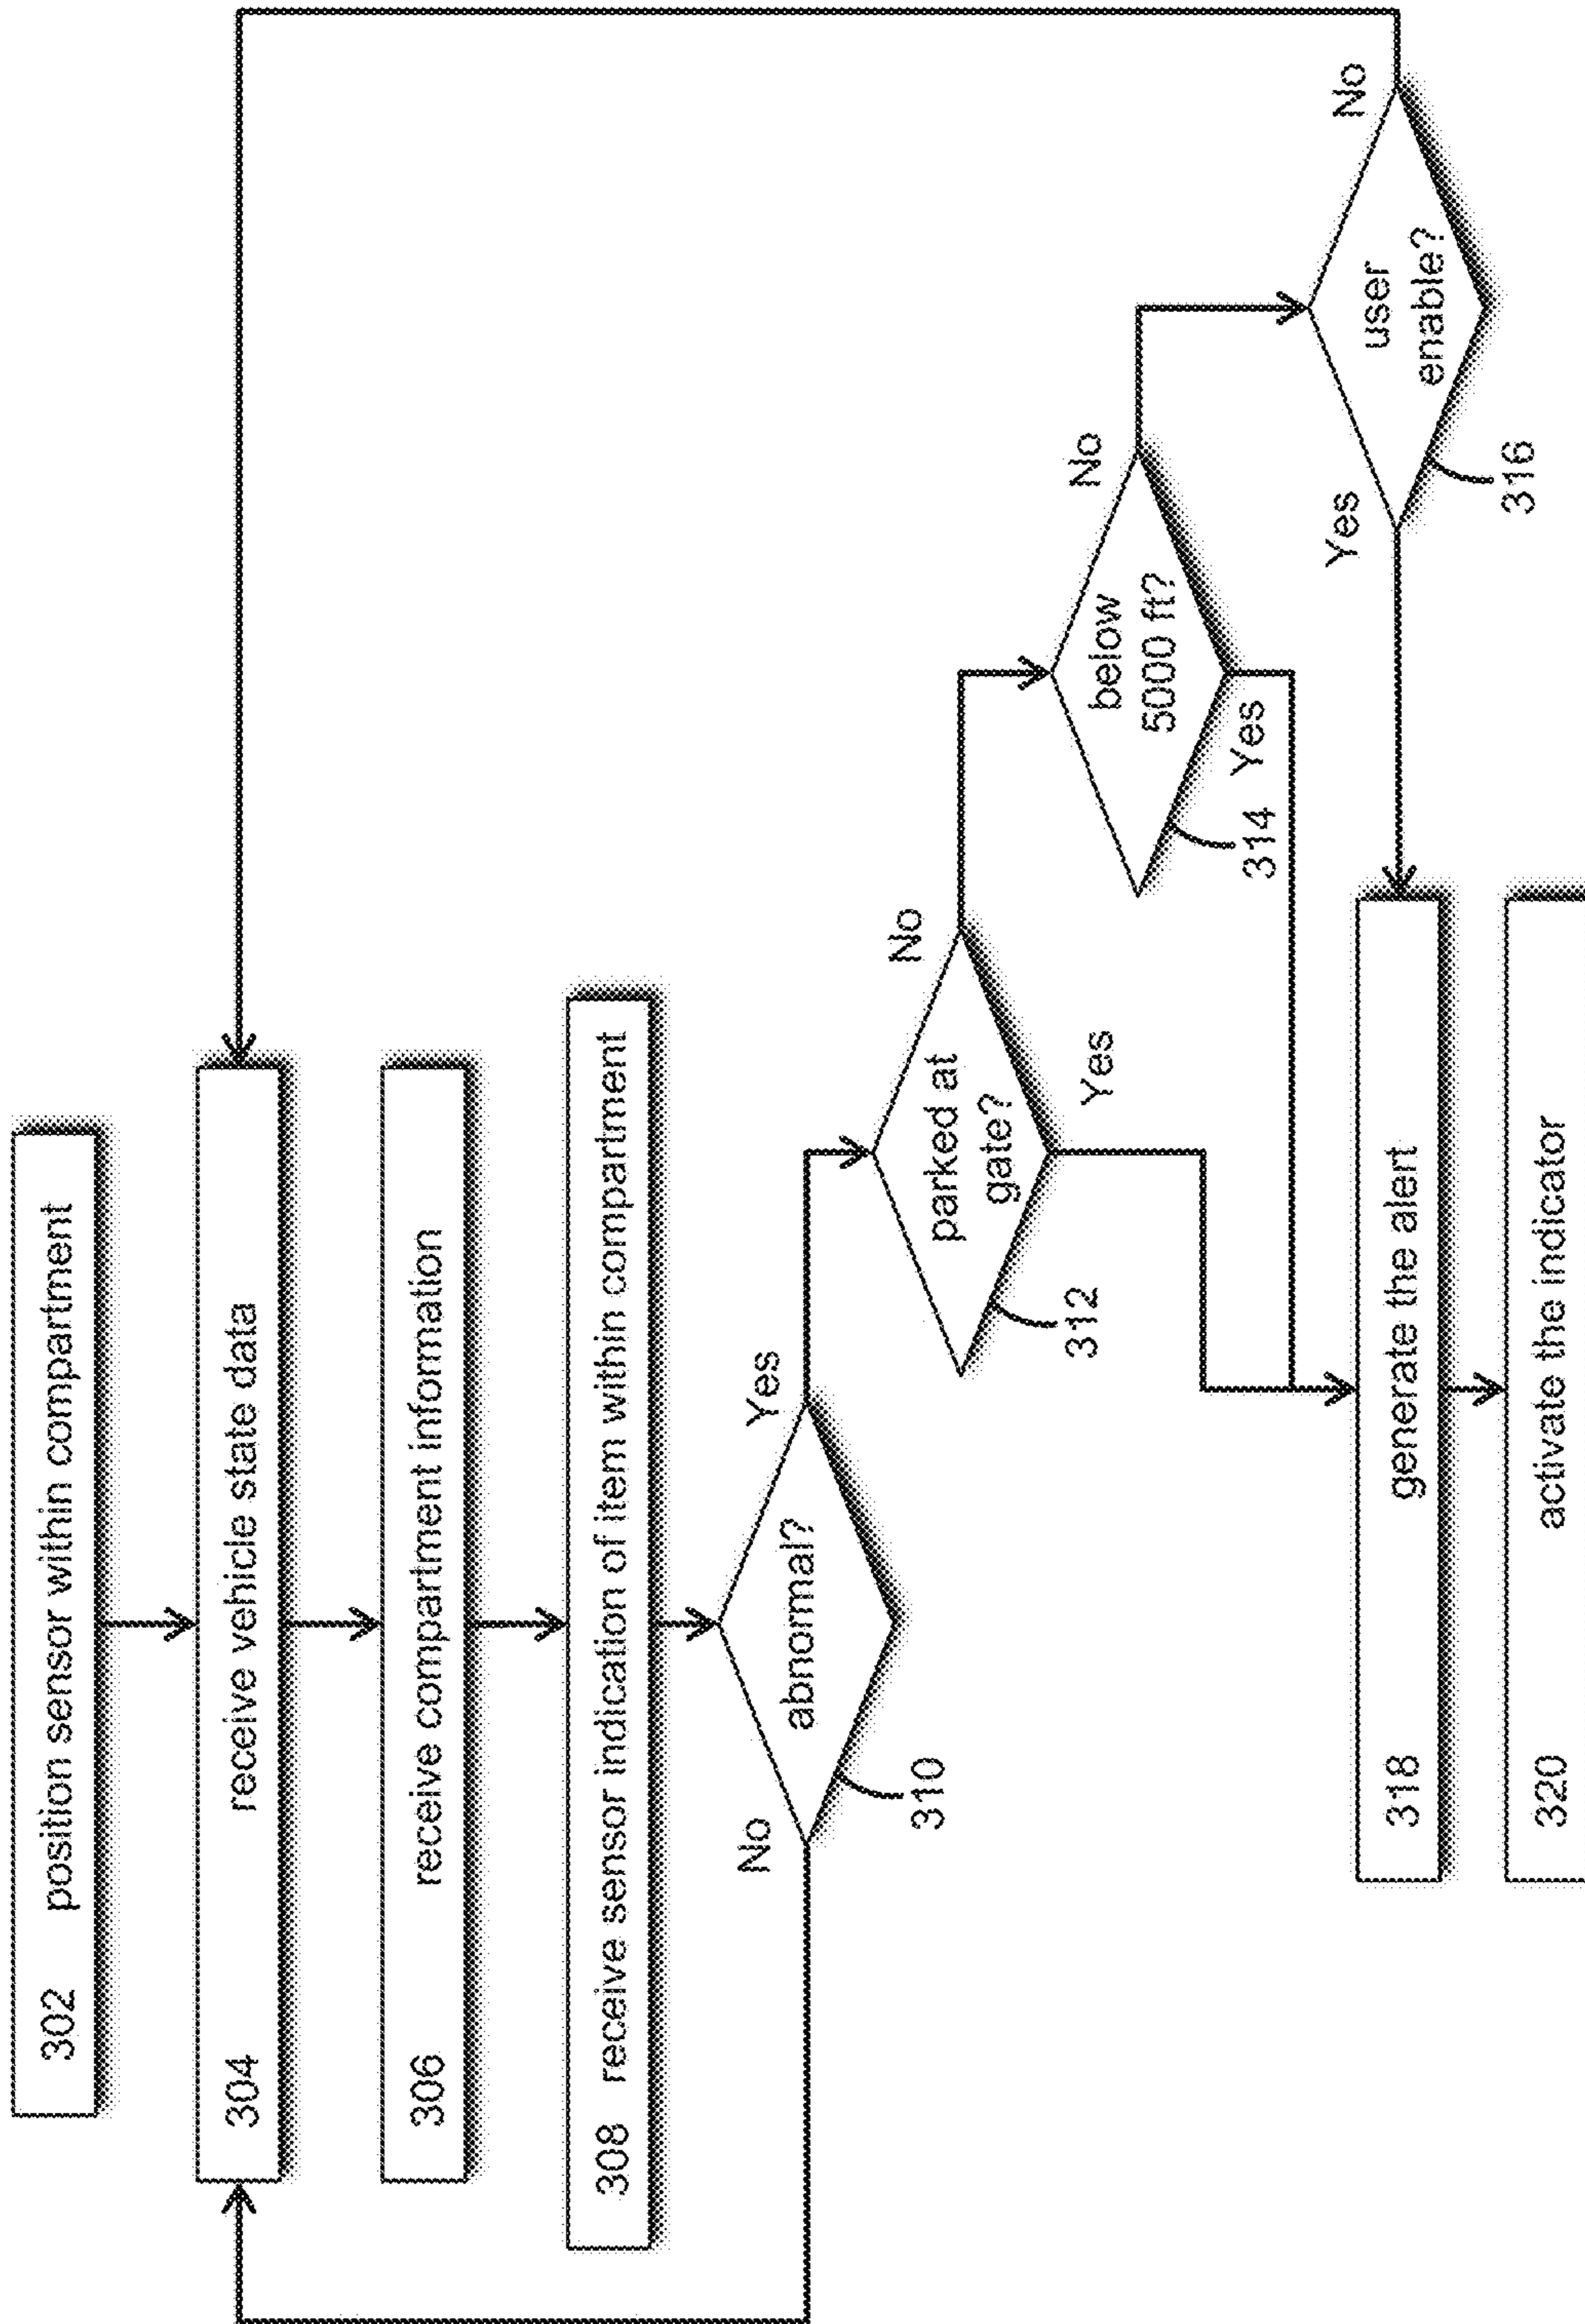 302 position sensor within compartment
304 receive vehicle state data
306 receive compartment information
308 receive sensor indication of item within compartment
No
abnormal?
Yes
310
parked at
gate?
No
Yes
312
below
5000 ft?
No
Yes
314
user
enable?
No
Yes
316
318 generate the alert
320 activate the indicator